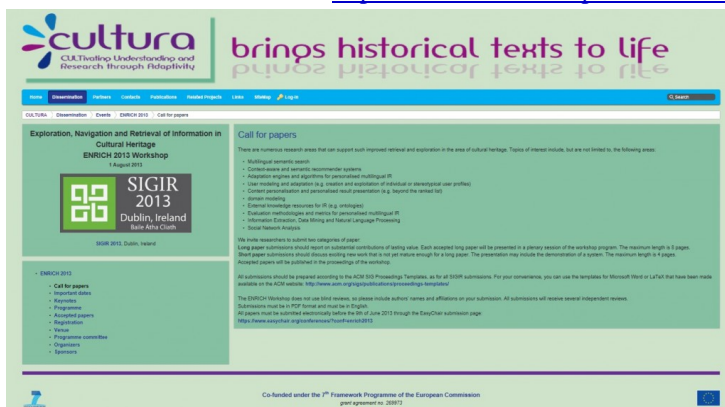 cultura
CULTivating Understanding and
Research through Adaptivity
brings historical texts to life
Home Dissemination Partners Contacts Publications Related Projects Links SiteMap Log in Search
CULTURA Dissemination Events ENRICH 2013 Call for papers
Exploration, Navigation and Retrieval of Information in
Cultural Heritage
ENRICH 2013 Workshop
1 August 2013
SIGIR
2013
Dublin, Ireland
Baile Átha Cliath
SIGIR 2013, Dublin, Ireland
ENRICH 2013
Call for papers
Important dates
Keynotes
Programme
Accepted papers
Registration
Venue
Programme committee
Organizers
Sponsors
Call for papers
There are numerous research areas that can support such improved retrieval and exploration in the area of cultural heritage. Topics of interest include, but are not limited to, the following areas:
Multilingual semantic search
Context-aware and semantic recommender systems
Adaptation engines and algorithms for personalised multilingual IR
User modeling and adaptation (e.g. creation and exploitation of individual or stereotypical user profiles)
Content personalization and personalised result presentation (e.g. beyond the ranked list)
domain modeling
External knowledge resources for IR (e.g. ontologies)
Evaluation methodologies and metrics for personalised multilingual IR
Information Extraction, Data Mining and Natural Language Processing
Social Network Analysis
We invite researchers to submit two categories of paper:
Long paper submissions should report on substantial contributions of lasting value. Each accepted long paper will be presented in a plenary session of the workshop program. The maximum length is 8 pages.
Short paper submissions should discuss exciting new work that is not yet mature enough for a long paper. The presentation may include the demonstration of a system. The maximum length is 4 pages.
Accepted papers will be published in the proceedings of the workshop.
All submissions should be prepared according to the ACM SIG Proceedings Templates, as for all SIGIR submissions. For your convenience, you can use the templates for Microsoft Word or LaTeX that have been made
available on the ACM website: http://www.acm.org/sigs/publications/proceedings-templates/
The ENRICH Workshop does not use blind reviews, so please include authors' names and affiliations on your submission. All submissions will receive several independent reviews.
Submissions must be in PDF format and must be in English.
All papers must be submitted electronically before the 9th of June 2013 through the EasyChair submission page:
https://www.easychair.org/conferences/?conf=enrich2013
Co-funded under the 7th Framework Programme of the European Commission
grant agreement no. 269973